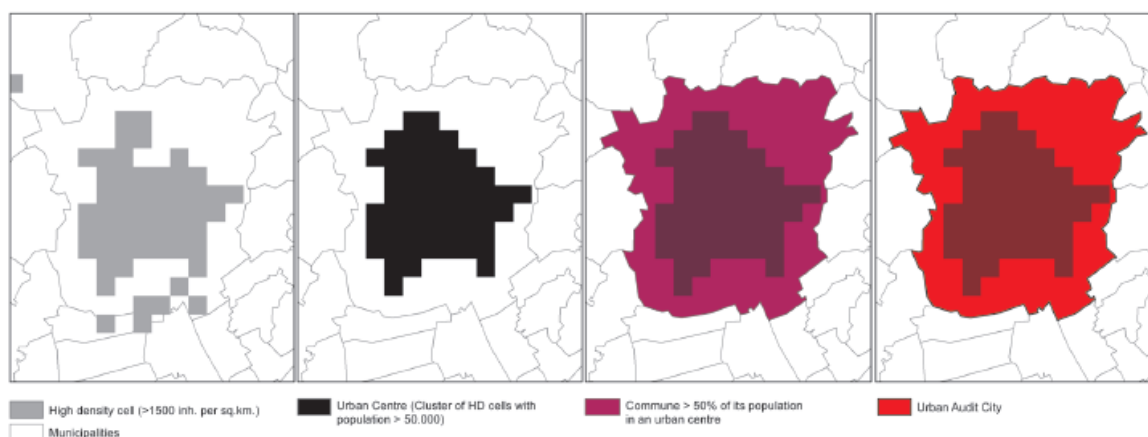 High density cell (>1500 inh. per sq.km.)
Municipalities
Urban Centre (Cluster of HD cells with
population > 50.000)
Commune > 50% of its population
in an urban centre
Urban Audit City